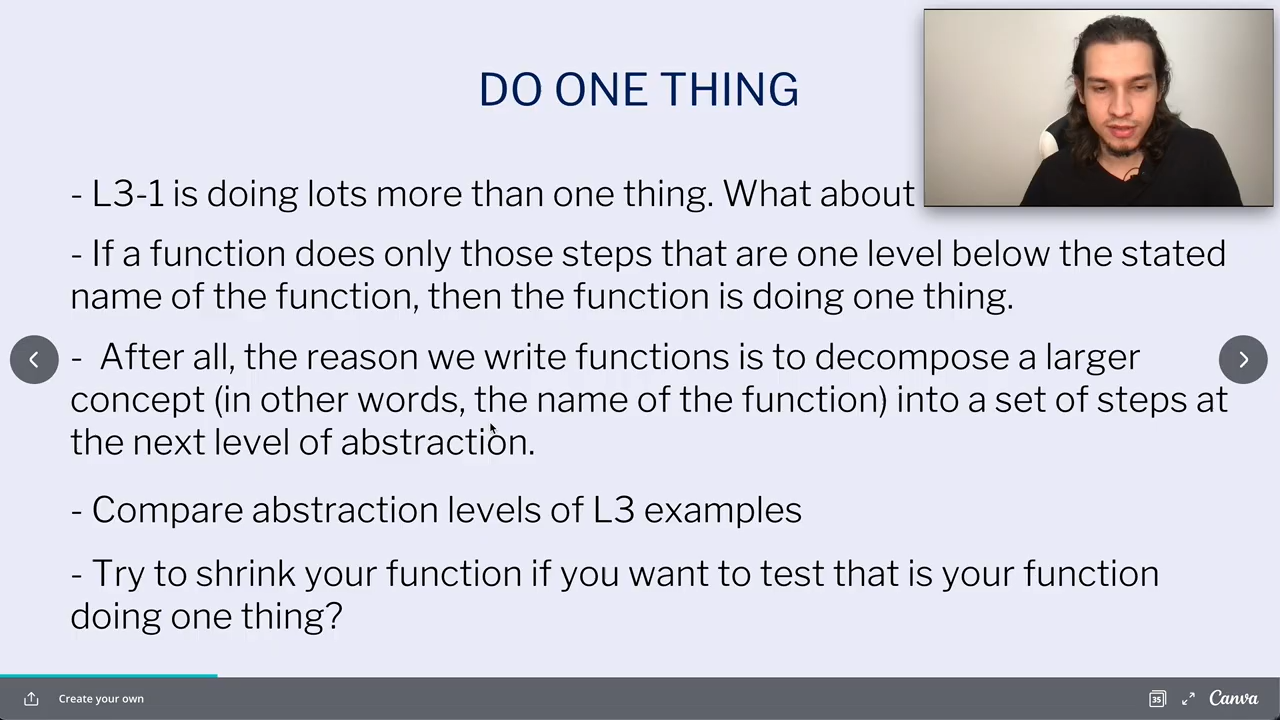 DO ONE THING
- L3-1 is doing lots more than one thing. What about
- If a function does only those steps that are one level below the stated
name of the function, then the function is doing one thing.
- After all, the reason we write functions is to decompose a larger
concept (in other words, the name of the function) into a set of steps at
the next level of abstraction.
- Compare abstraction levels of L3 examples
- Try to shrink your function if you want to test that is your function
doing one thing?
Create your own
35
Canva